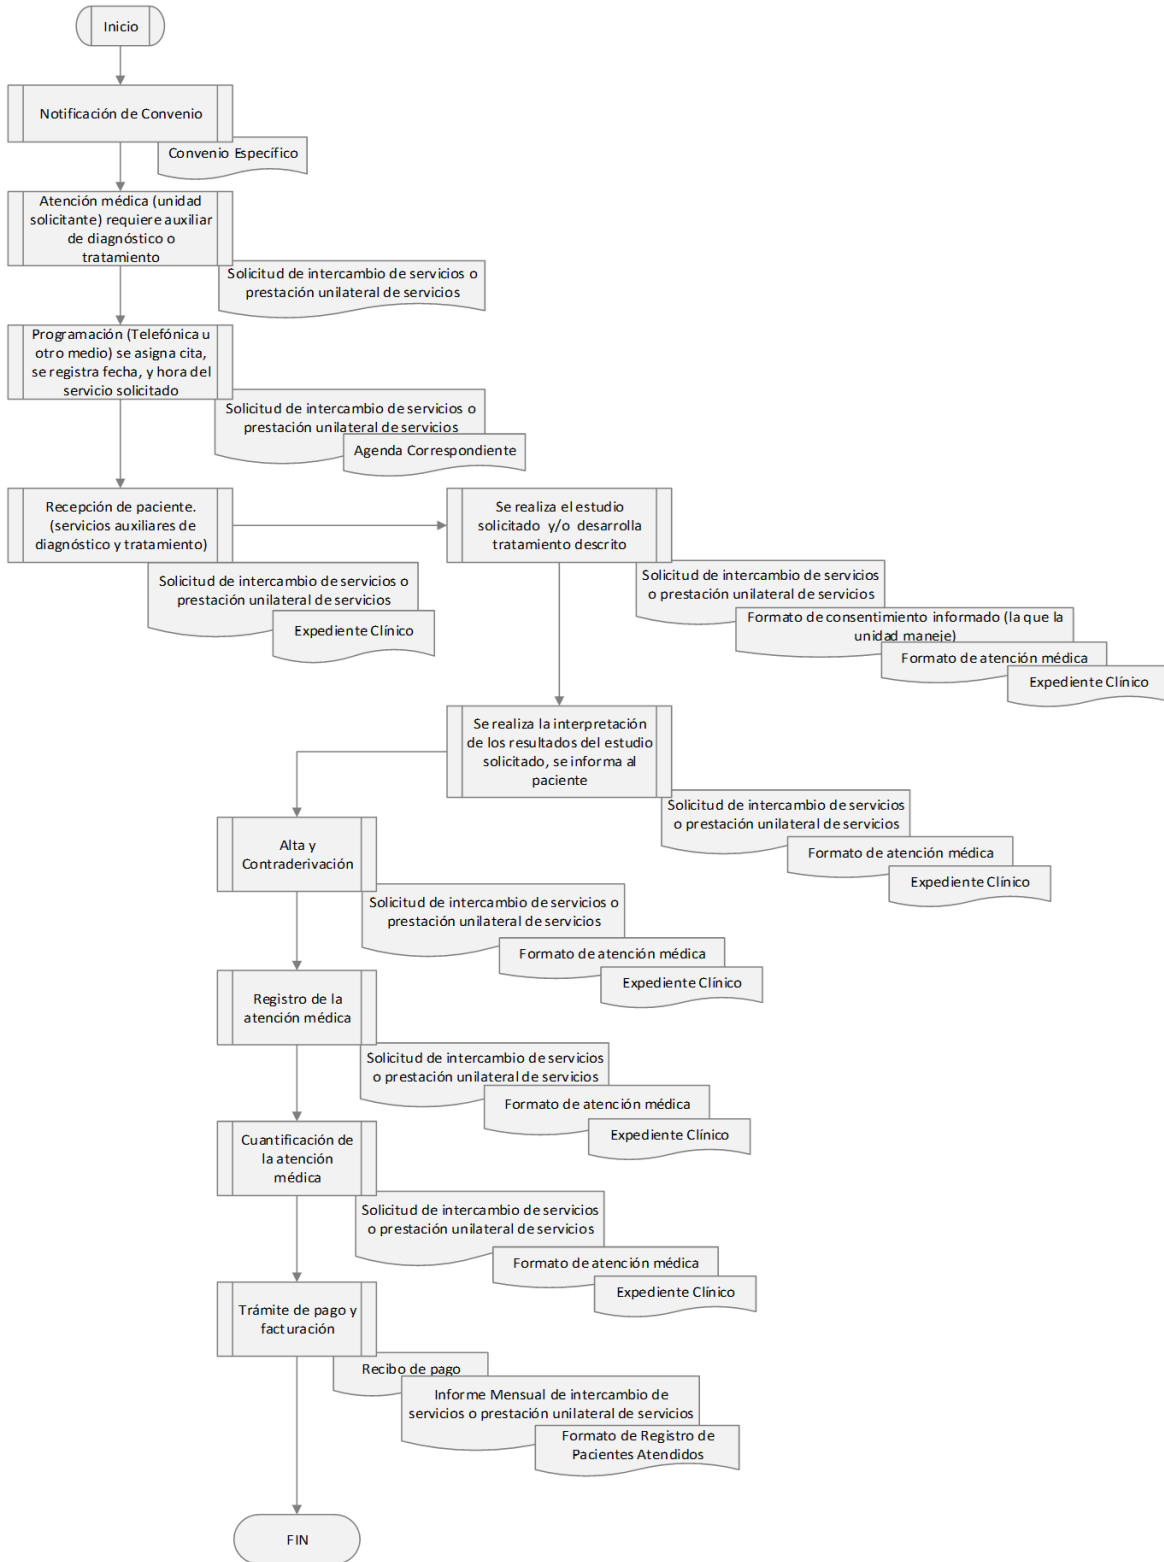 Inicio
Notificación de Convenio
Convenio Específico
Atención médica (unidad
solicitante) requiere auxiliar
de diagnóstico o
tratamiento
Solicitud de intercambio de servicios o
prestación unilateral de servicios
Programación (Telefónica u
otro medio) se asigna cita,
se registra fecha, y hora del
servicio solicitado
Solicitud de intercambio de servicios o
prestación unilateral de servicios
Agenda Correspondiente
Recepción de paciente.
(servicios auxiliares de
diagnóstico y tratamiento)
Solicitud de intercambio de servicios o
prestación unilateral de servicios
Expediente Clínico
Se realiza el estudio
solicitado y/o desarrolla
tratamiento descrito
Solicitud de intercambio de servicios
o prestación unilateral de servicios
Formato de consentimiento informado (la que la
unidad maneje)
Formato de atención médica
Expediente Clínico
Se realiza la interpretación
de los resultados del estudio
solicitado, se informa al
paciente
Solicitud de intercambio de servicios
o prestación unilateral de servicios
Formato de atención médica
Expediente Clínico
Alta y
Contraderivación
Solicitud de intercambio de servicios o
prestación unilateral de servicios
Formato de atención médica
Expediente Clínico
Registro de la
atención médica
Solicitud de intercambio de servicios
o prestación unilateral de servicios
Formato de atención médica
Expediente Clínico
Cuantificación de
la atención
médica
Solicitud de intercambio de servicios
o prestación unilateral de servicios
Formato de atención médica
Expediente Clínico
Trámite de pago y
facturación
Recibo de pago
Informe Mensual de intercambio de
servicios o prestación unilateral de servicios
Formato de Registro de
Pacientes Atendidos
FIN